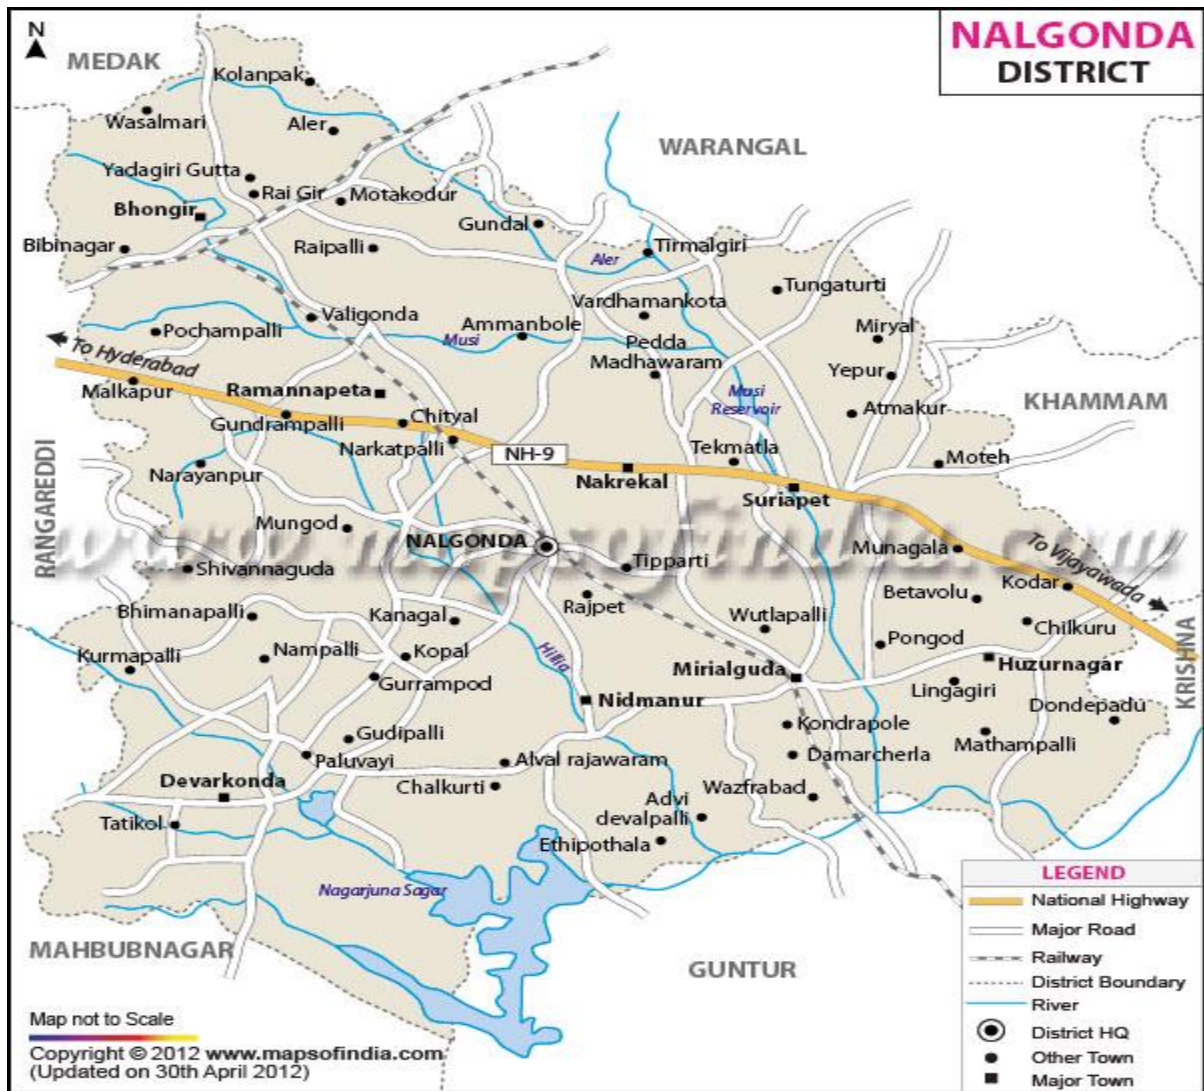 N
NALGONDA
DISTRICT
MEDAK
Kolanpak
Wasalmari
Aler
WARANGAL
Yadagiri Gutta
Rai Gir
Motakodur
Bhongir
Gundal
Bibinagar
Raipalli
Tirmalgiri
Aler
Tungaturti
Vardhamankota
Valigonda
Pochampalli
Ammanbole
Miryal
Musi
Pedda
Madhawaram
To Hyderabad
Yepur
Malkapur
Ramannapeta
Musi
Reservoir
KHAMMAM
Atmakur
Gundrampalli
Chityal
Narkatpalli
NH-9
Tekmatla
Moteh
Narayanpur
Nakrekal
Suriapet
RANGAREDDI
Mungod
www.mapsofindia.com
NALGONDA
Munagala
To Vijayawada
Shivannaguda
Tipparti
Kodar
Betavolu
Rajpet
Bhimanapalli
Kanagal
Wutlapalli
Chilkuru
Pongod
Nampalli
Kopal
Hillia
Kurmapalli
Mirialguda
Huzurnagar
KRISHNA
Gurrampod
Lingagiri
Nidmanur
Dondepadu
Kondrapole
Gudipalli
Mathampalli
Paluvayi
Alval rajawaram
Damarcherla
Devarkonda
Chalkurti
Wazfrabad
Advi
devalpalli
Tatikol
Ethipothala
Nagarjuna Sagar
MAHBUBNAGAR
GUNTUR
LEGEND
National Highway
Major Road
Railway
District Boundary
River
District HQ
Other Town
Major Town
Map not to Scale
Copyright © 2012 www.mapsofindia.com
(Updated on 30th April 2012)